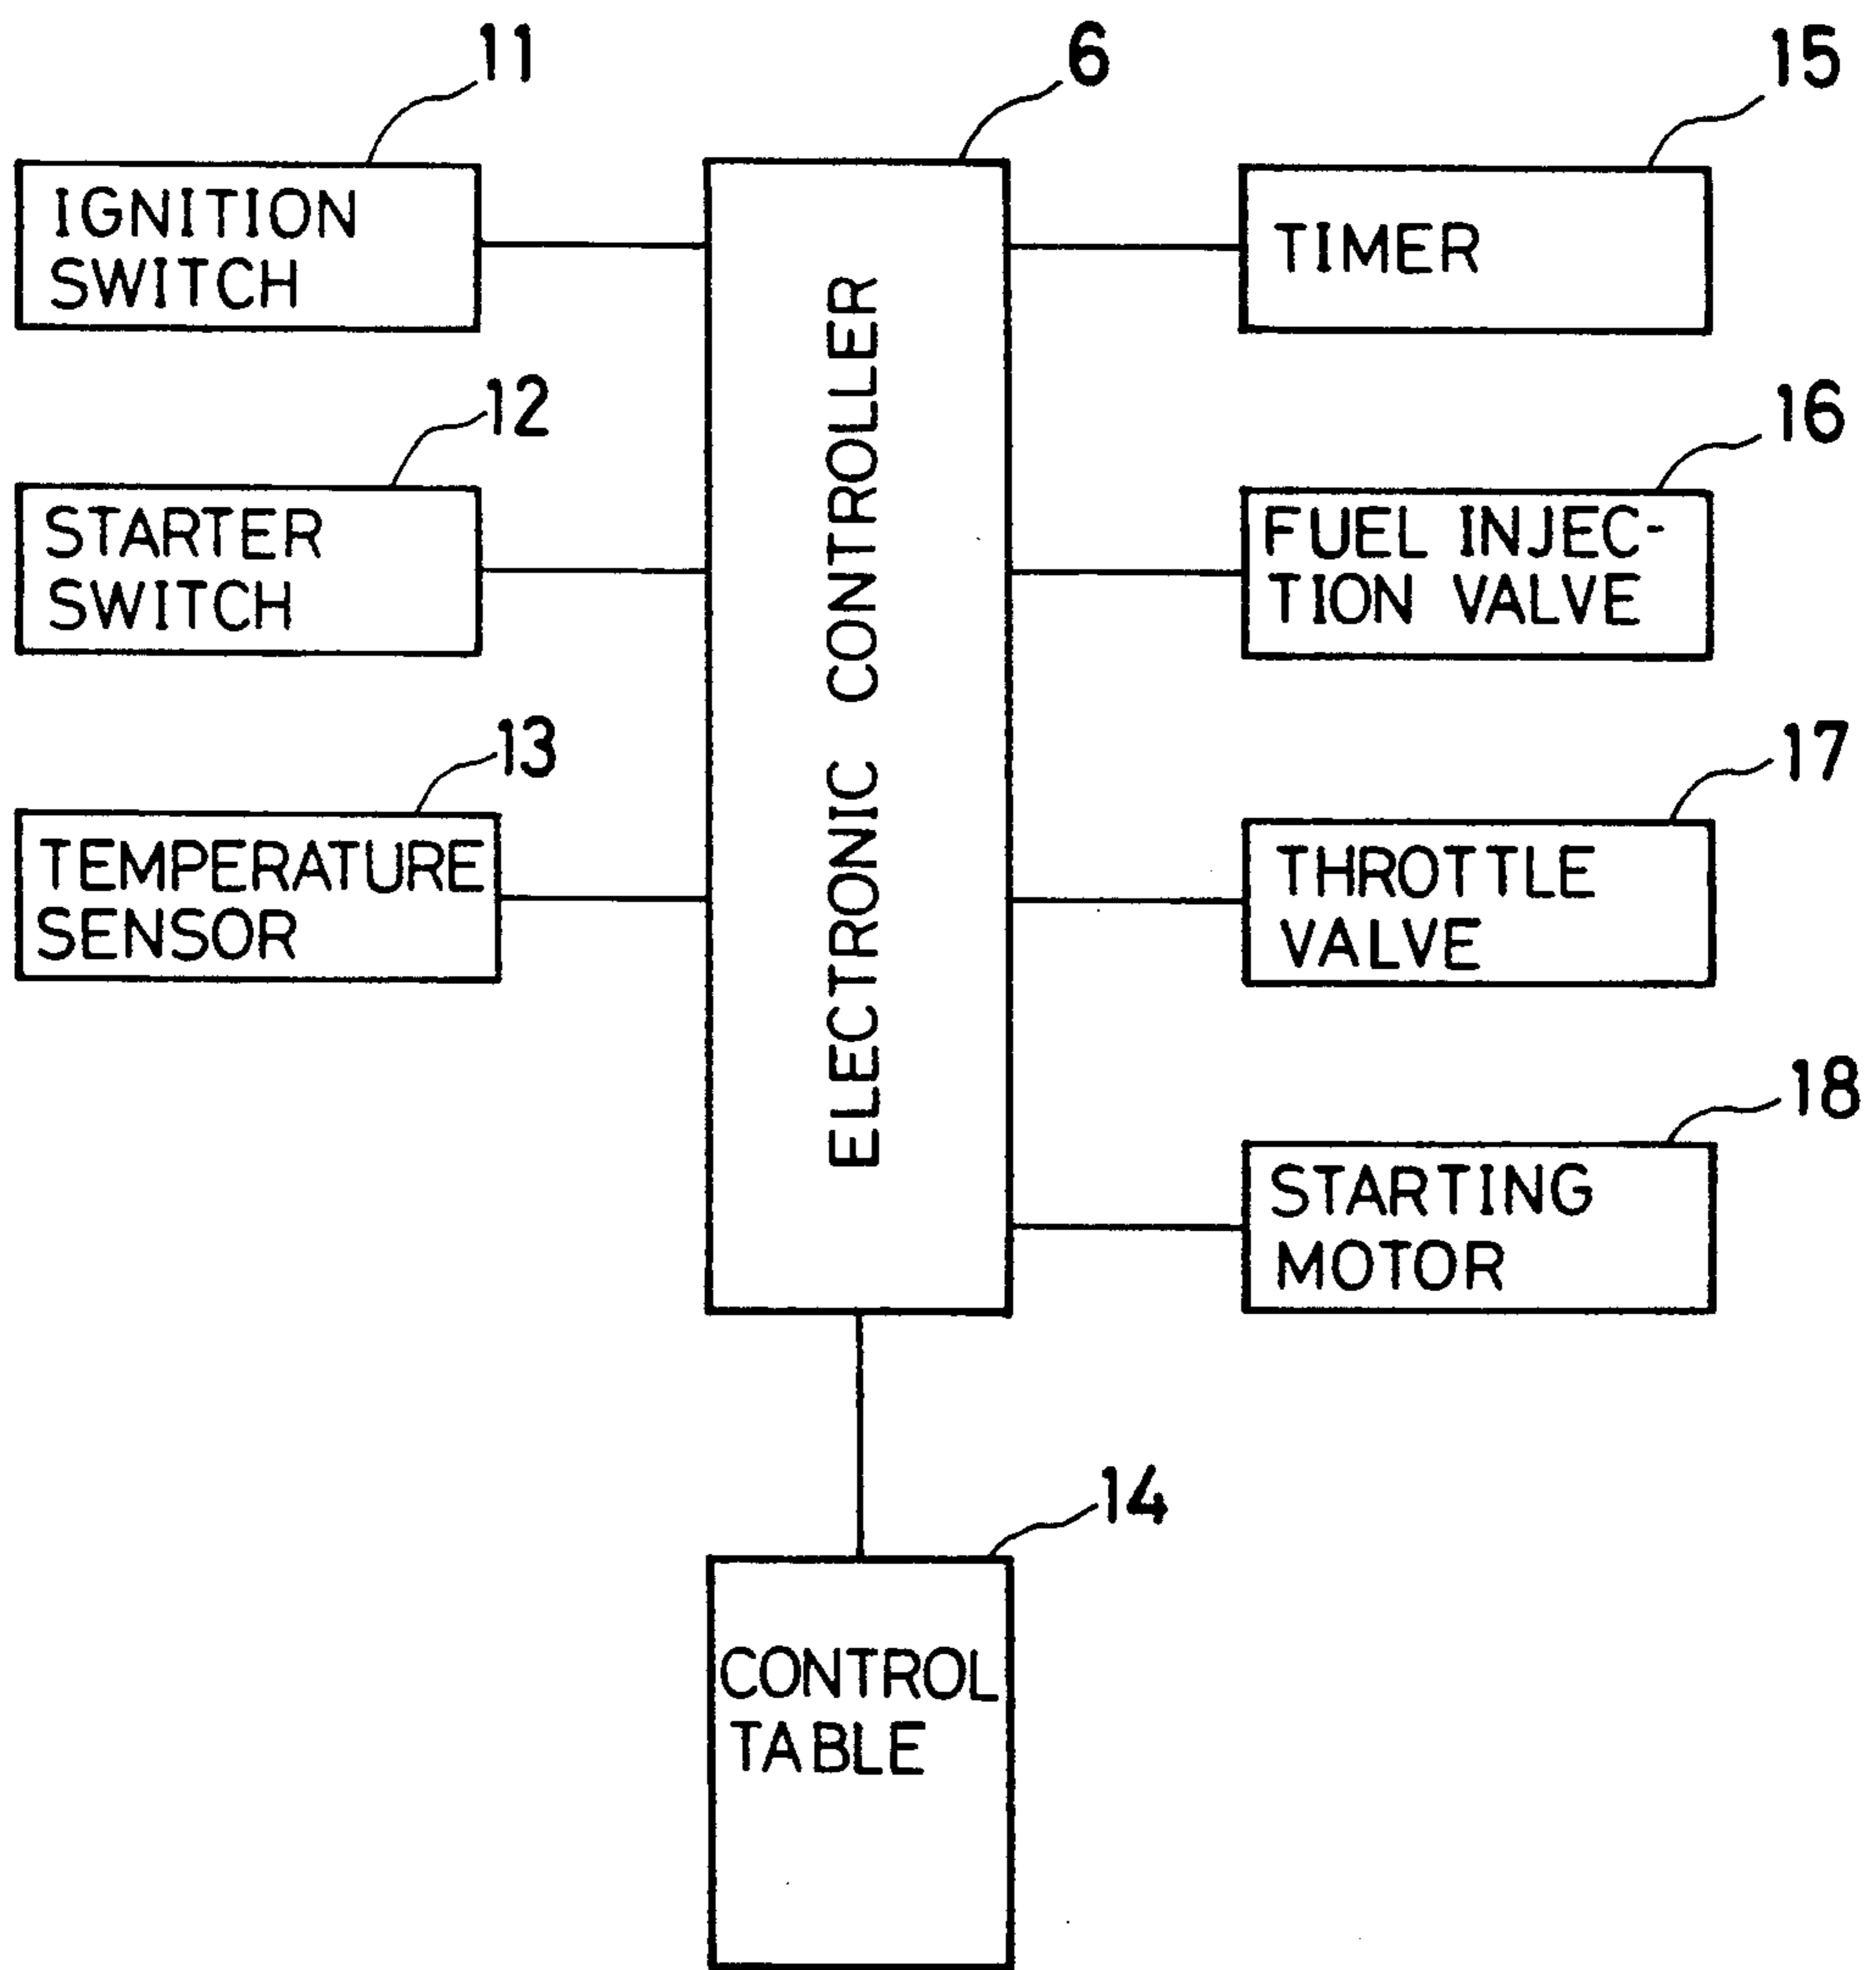 11
IGNITION
SWITCH
12
STARTER
SWITCH
13
TEMPERATURE
SENSOR
6
ELECTRONIC CONTROLLER
15
TIMER
16
FUEL INJEC-
TION VALVE
17
THROTTLE
VALVE
18
STARTING
MOTOR
14
CONTROL
TABLE